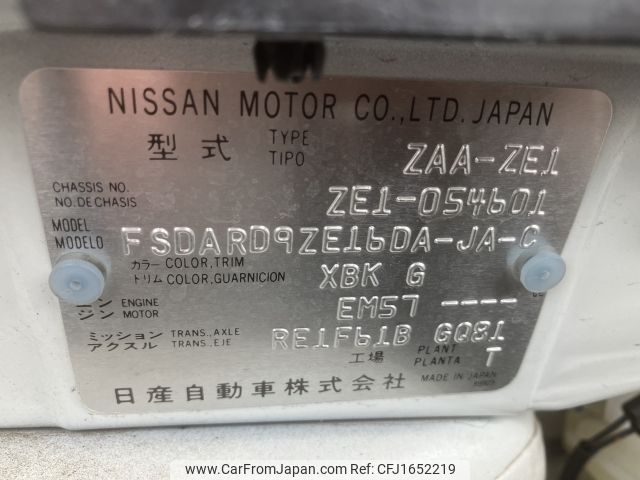 NISSAN MOTOR CO., LTD. JAPAN
型式 TYPE TIPO ZAA-ZE1
CHASSIS NO. NO. DE CHASIS ZE1-054601
MODEL MODELO FSDARD9ZE16DA-JA-C
カラー COLOR, TRIM
トリム COLOR, GUARNICION XBK G
ENGINE
ジン MOTOR EM57 ----
ミッション TRANS., AXLE
アクスル TRANS., EJE RE1F61B GQ81
工場 PLANT PLANTA T
日産自動車株式会社 MADE IN JAPAN
www.CarFromJapan.com | Car From Japan | CFJ1652219